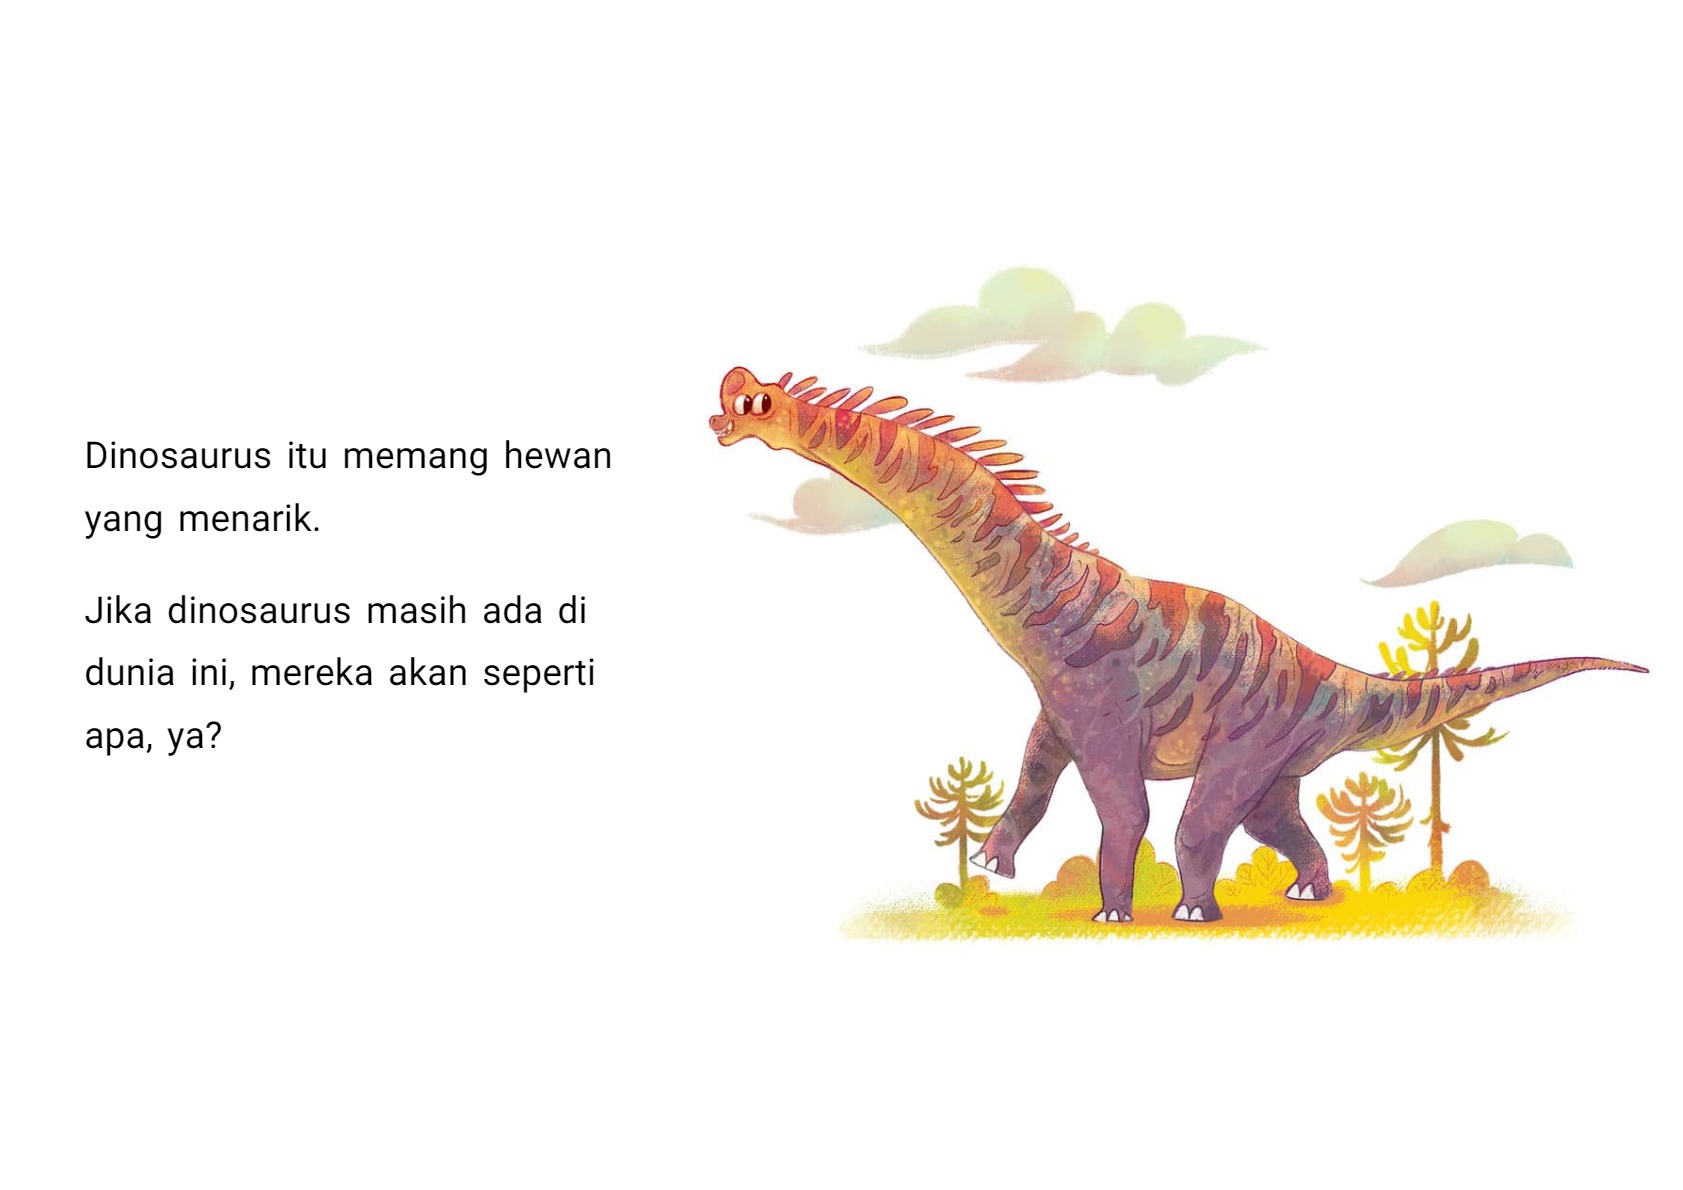 Dinosaurus itu memang hewan
yang menarik.
Jika dinosaurus masih ada di
dunia ini, mereka akan seperti
apa, ya?